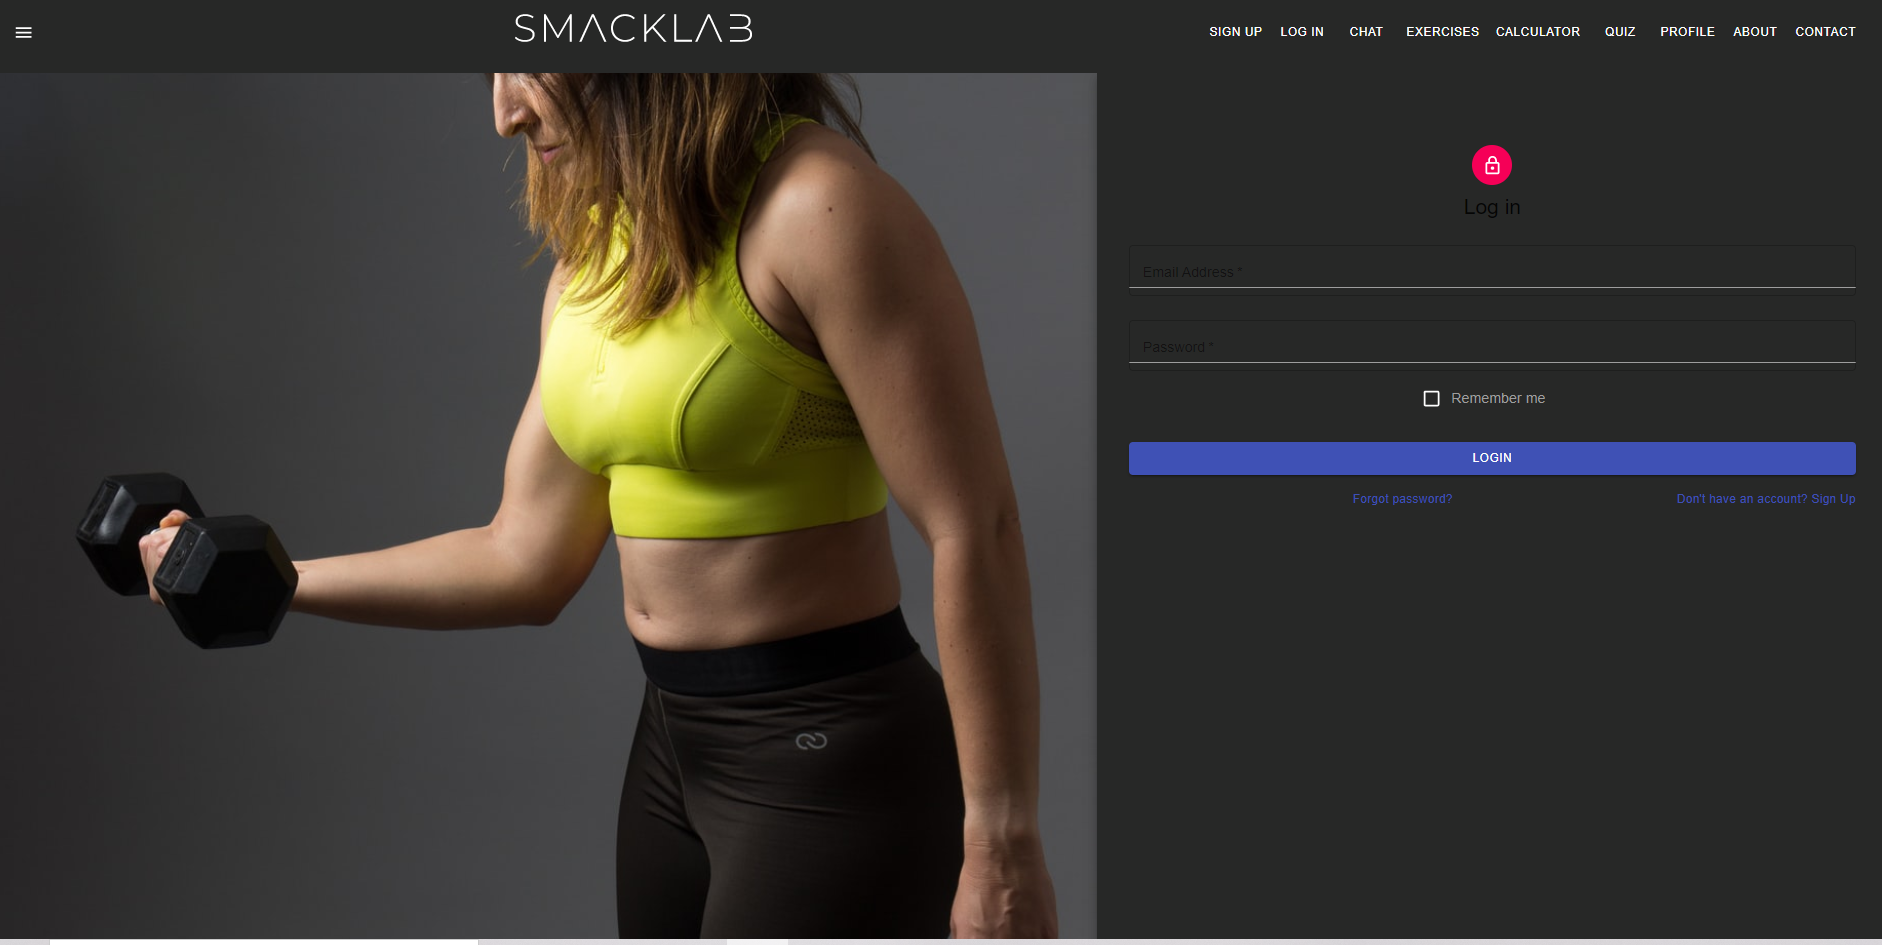 SMACKLAB
SIGN UP LOG IN CHAT EXERCISES CALCULATOR QUIZ PROFILE ABOUT CONTACT
Log in
Email Address *
Password *
Remember me
LOGIN
Forgot password? Don't have an account? Sign Up